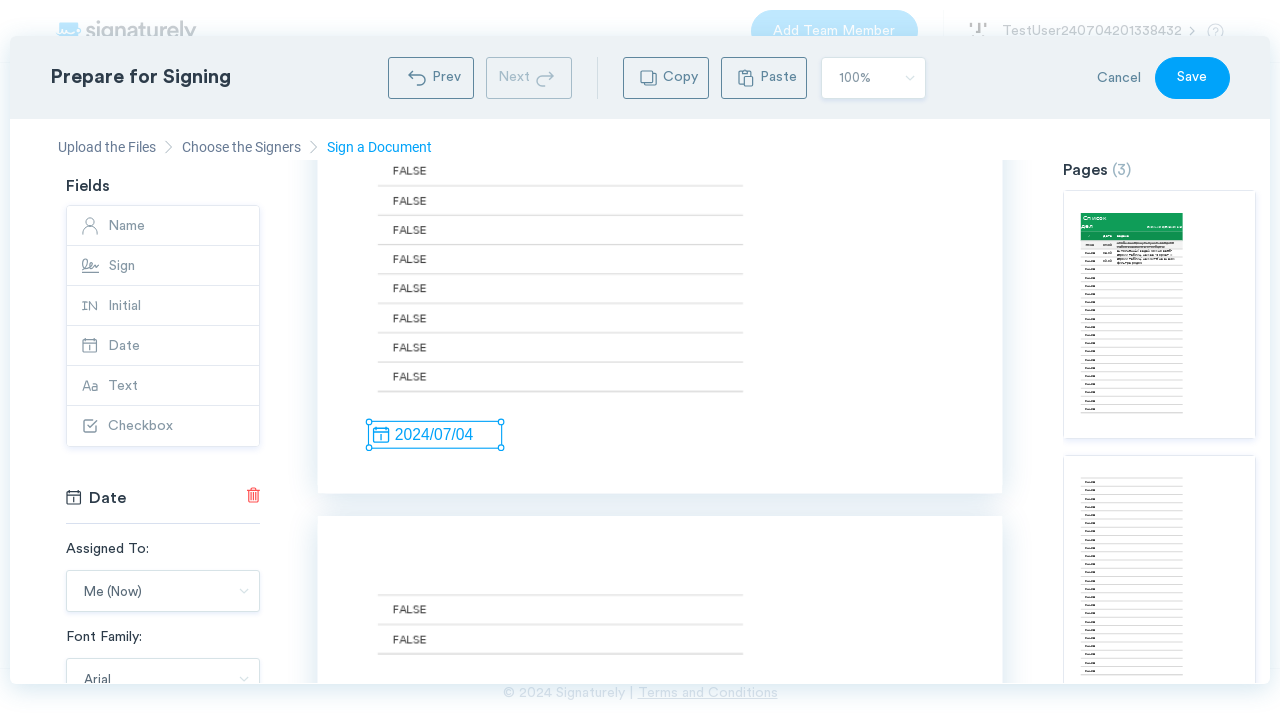 signaturely
Add Team Member
TestUser240704201338432
Prepare for Signing
Prev
Next
Copy
Paste
100%
Cancel
Save
Upload the Files
Choose the Signers
Sign a Document
Fields
Name
Sign
Initial
Date
Text
Checkbox
Date
Assigned To:
Me (Now)
Font Family:
Arial
FALSE
FALSE
FALSE
FALSE
FALSE
FALSE
FALSE
FALSE
2024/07/04
FALSE
FALSE
Pages (3)
Список
дел
© 2024 Signaturely | Terms and Conditions